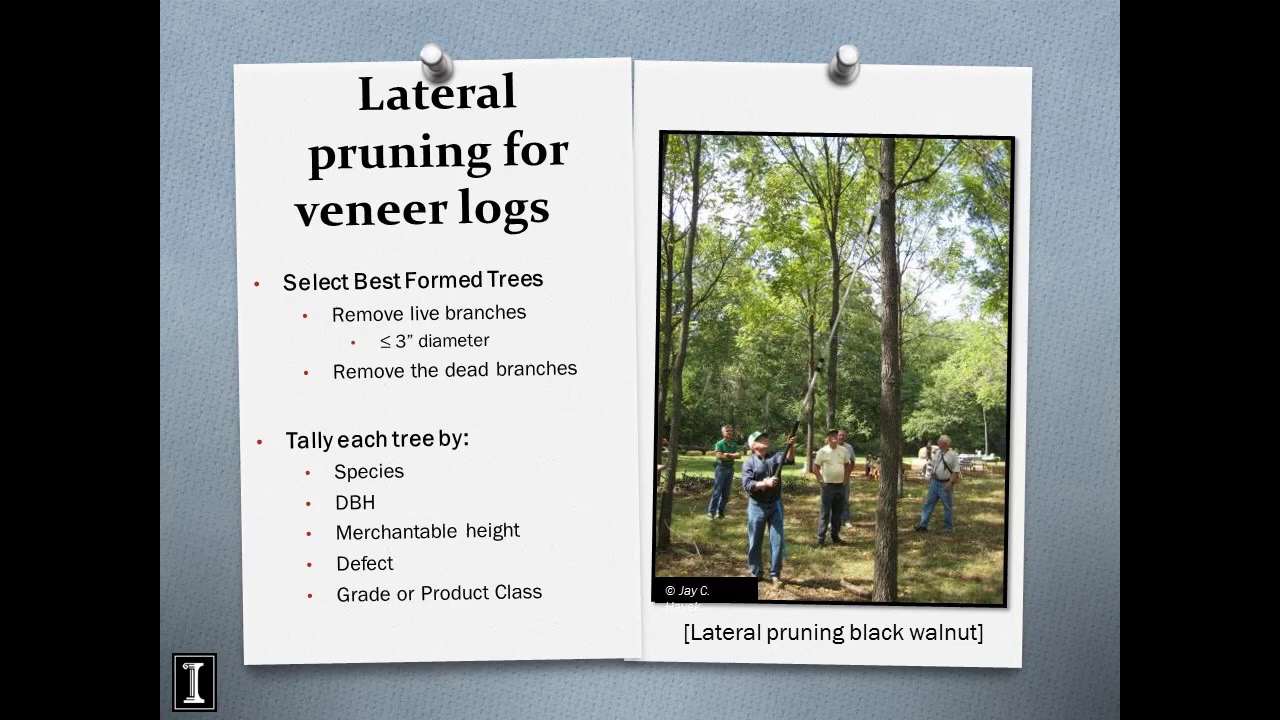 Lateral
pruning for
veneer logs
• Select Best Formed Trees
• Remove live branches
• ≤ 3” diameter
• Remove the dead branches
• Tally each tree by:
• Species
• DBH
• Merchantable height
• Defect
• Grade or Product Class
© Jay C.
[Lateral pruning black walnut]
I